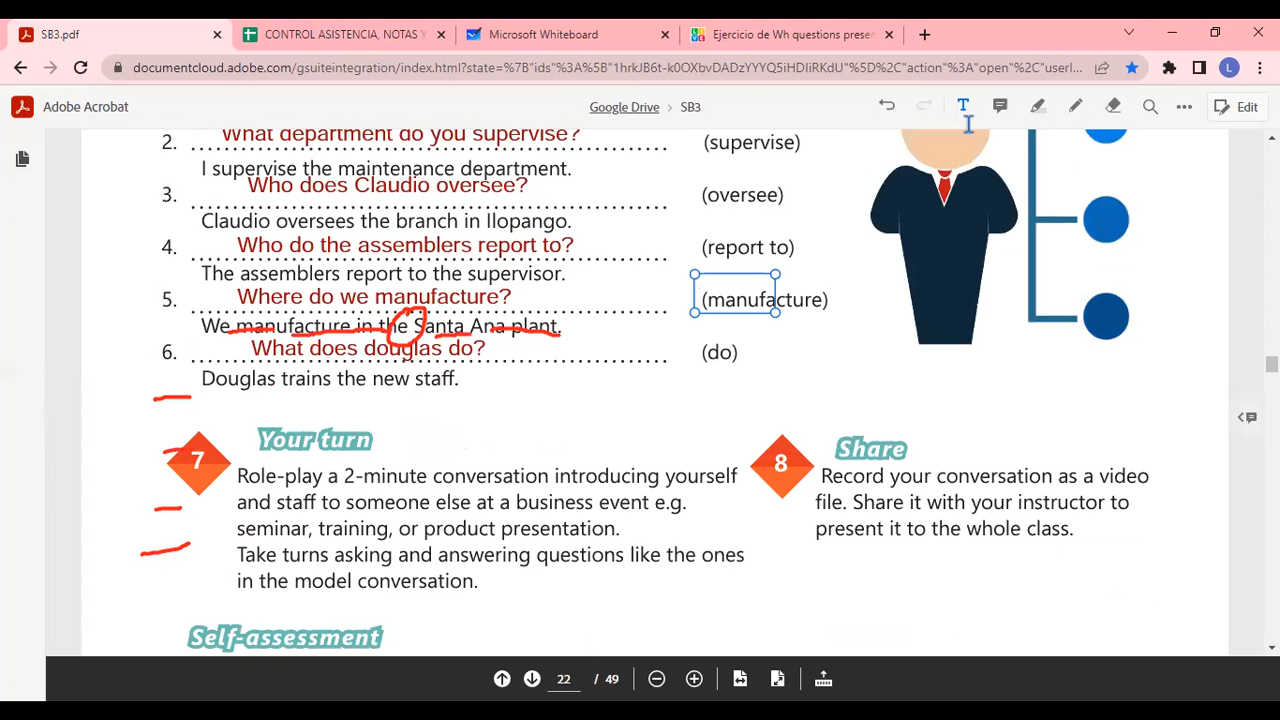 SB3.pdf
CONTROL ASISTENCIA, NOTAS Y
Microsoft Whiteboard
Ejercicio de Wh questions presen
documentcloud.adobe.com/gsuiteintegration/index.html?state=%7B"ids"%3A%5B"1hrkJB6t-k0OXbvDADzYYYQ5iHDIiRKdU"%5D%2C"action"%3A"open"%2C"userI...
L
Adobe Acrobat
Google Drive > SB3
T
Edit
What department do you supervise?
2. (supervise)
I supervise the maintenance department.
Who does Claudio oversee?
3. (oversee)
Claudio oversees the branch in Ilopango.
4. Who do the assemblers report to? (report to)
The assemblers report to the supervisor.
5. Where do we manufacture? (manufacture)
We manufacture in the Santa Ana plant.
6. What does douglas do? (do)
Douglas trains the new staff.
7 Your turn
Role-play a 2-minute conversation introducing yourself
and staff to someone else at a business event e.g.
seminar, training, or product presentation.
Take turns asking and answering questions like the ones
in the model conversation.
8 Share
Record your conversation as a video
file. Share it with your instructor to
present it to the whole class.
Self-assessment
22 / 49